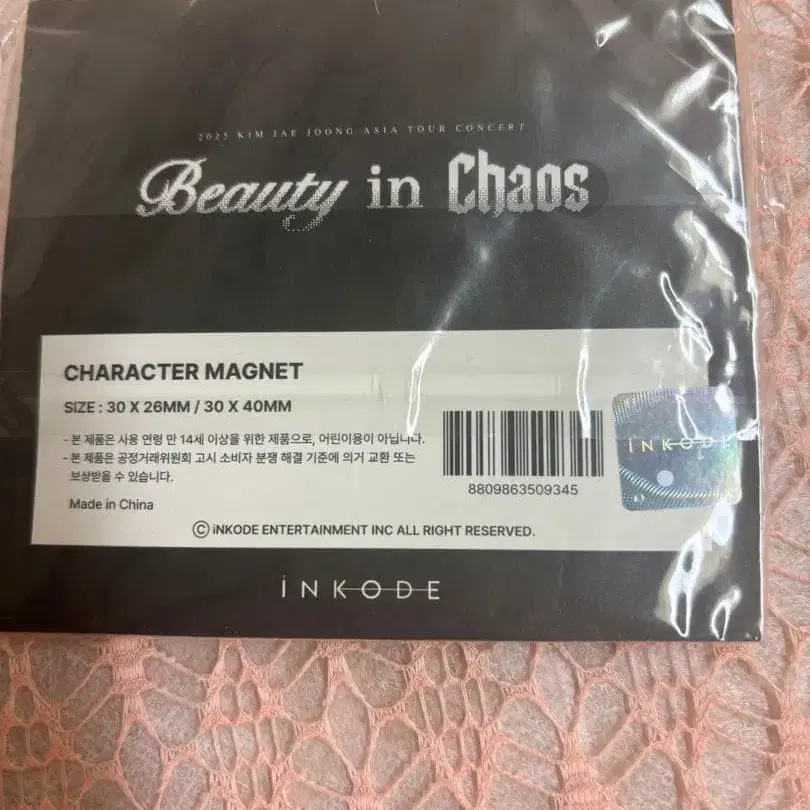 2025 KIM JAE JOONG ASIA TOUR CONCERT
Beauty in Chaos
CHARACTER MAGNET
SIZE : 30 X 26MM / 30 X 40MM
- 본 제품은 사용 연령 만 14세 이상을 위한 제품으로, 어린이용이 아닙니다.
- 본 제품은 공정거래위원회 고시 소비자 분쟁 해결 기준에 의거 교환 또는
보상받을 수 있습니다.
Made in China
8809863509345
iNKODE
Ⓒ iNKODE ENTERTAINMENT INC ALL RIGHT RESERVED.
iNKODE